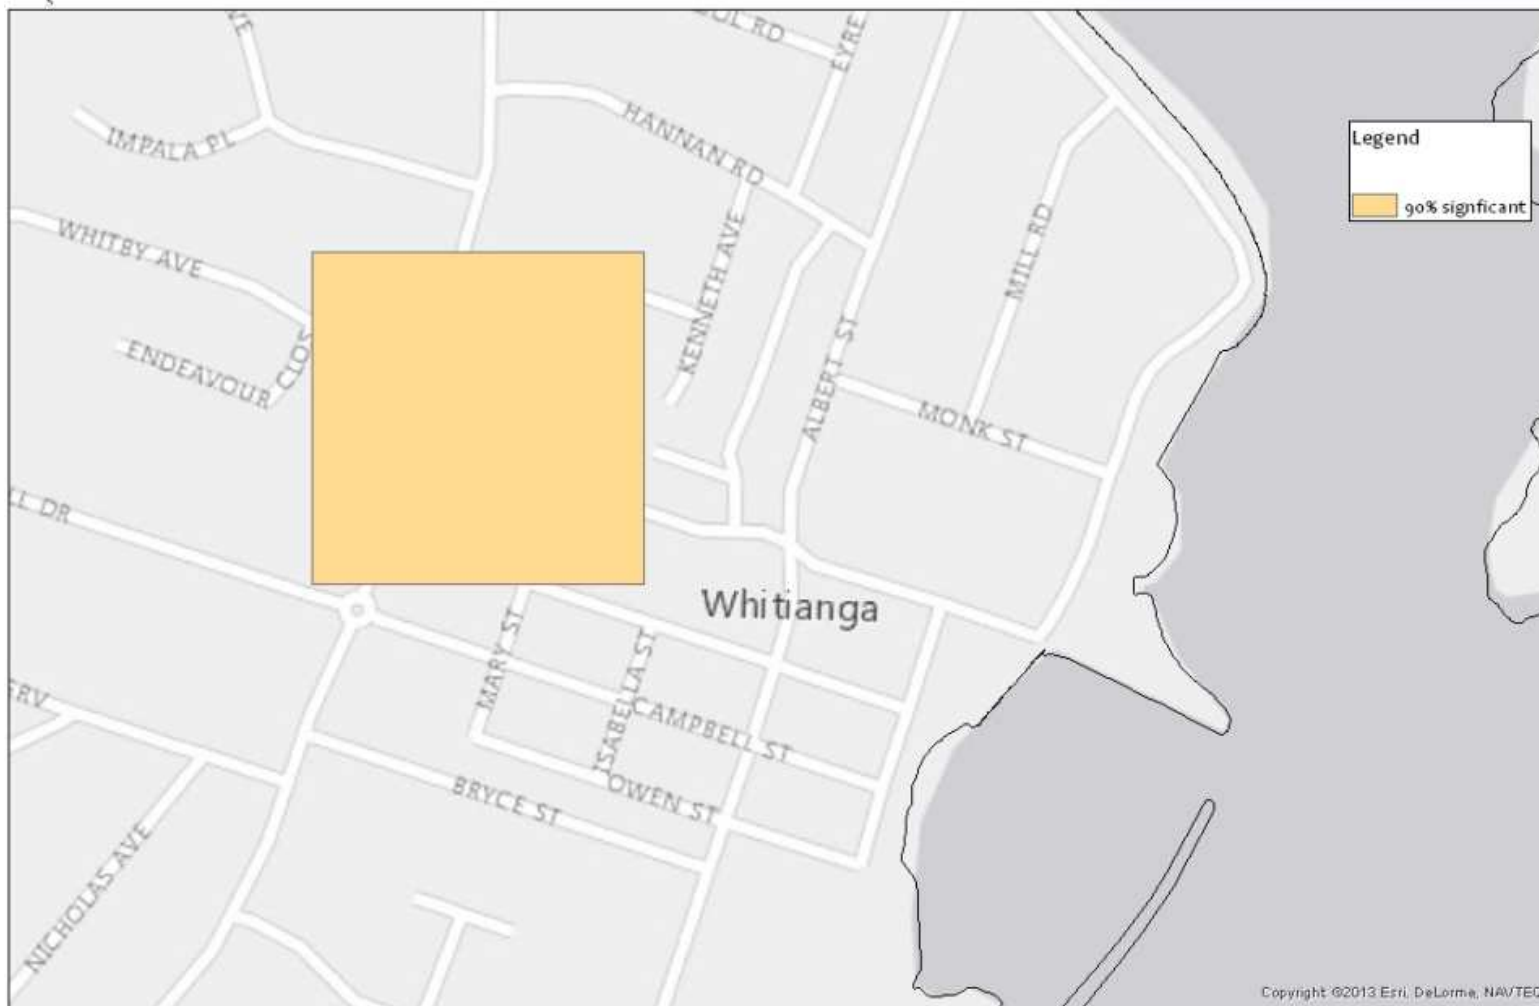 HANNAN RD
EYRE
IMPALA PL
Legend
90% signficant
WHITBY AVE
KENNETH AVE
MILL RD
ENDEAVOUR CLOS
ALBERT ST
MONK ST
LL DR
Whitianga
MARY ST
ISABELLA ST
CAMPBELL ST
ERV
OWEN ST
BRYCE ST
NICHOLAS AVE
Copyright ©2013 Esri, DeLorme, NAVTEQ